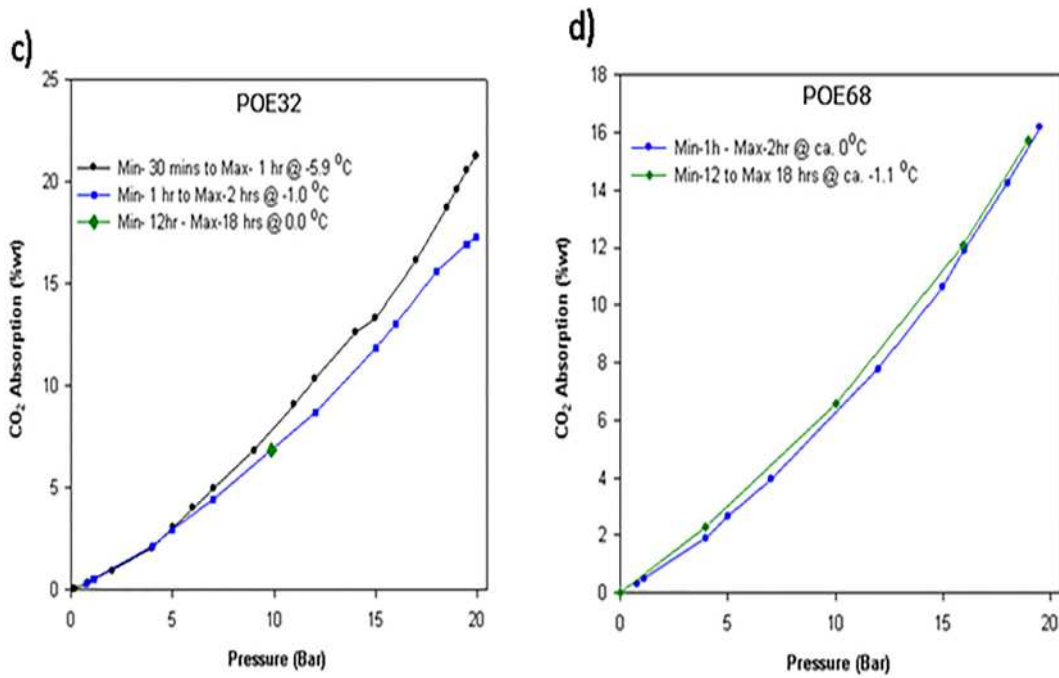 c)
POE32
Min- 30 mins to Max- 1 hr @ -5.9 ⁰C
Min- 1 hr to Max-2 hrs @ -1.0 ⁰C
Min- 12hr - Max-18 hrs @ 0.0 ⁰C
25
20
15
10
5
0
CO₂ Absorption (%wt)
0 5 10 15 20
Pressure (Bar)
d)
POE68
Min-1h - Max-2hr @ ca. 0⁰C
Min-12 to Max 18 hrs @ ca. -1.1 ⁰C
18
16
14
12
10
8
6
4
2
0
CO₂ Absorption (%wt)
0 5 10 15 20
Pressure (Bar)